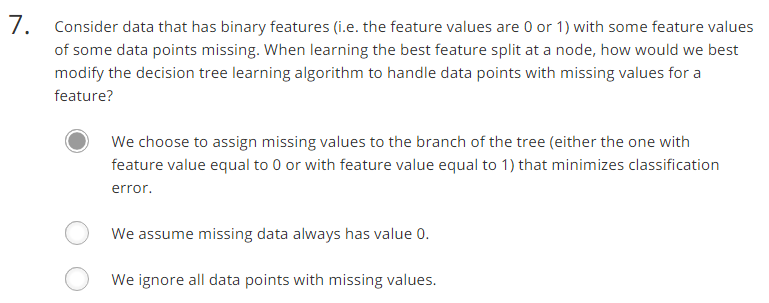 7. Consider data that has binary features (i.e. the feature values are 0 or 1) with some feature values
of some data points missing. When learning the best feature split at a node, how would we best
modify the decision tree learning algorithm to handle data points with missing values for a
feature?
We choose to assign missing values to the branch of the tree (either the one with
feature value equal to 0 or with feature value equal to 1) that minimizes classification
error.
We assume missing data always has value 0.
We ignore all data points with missing values.